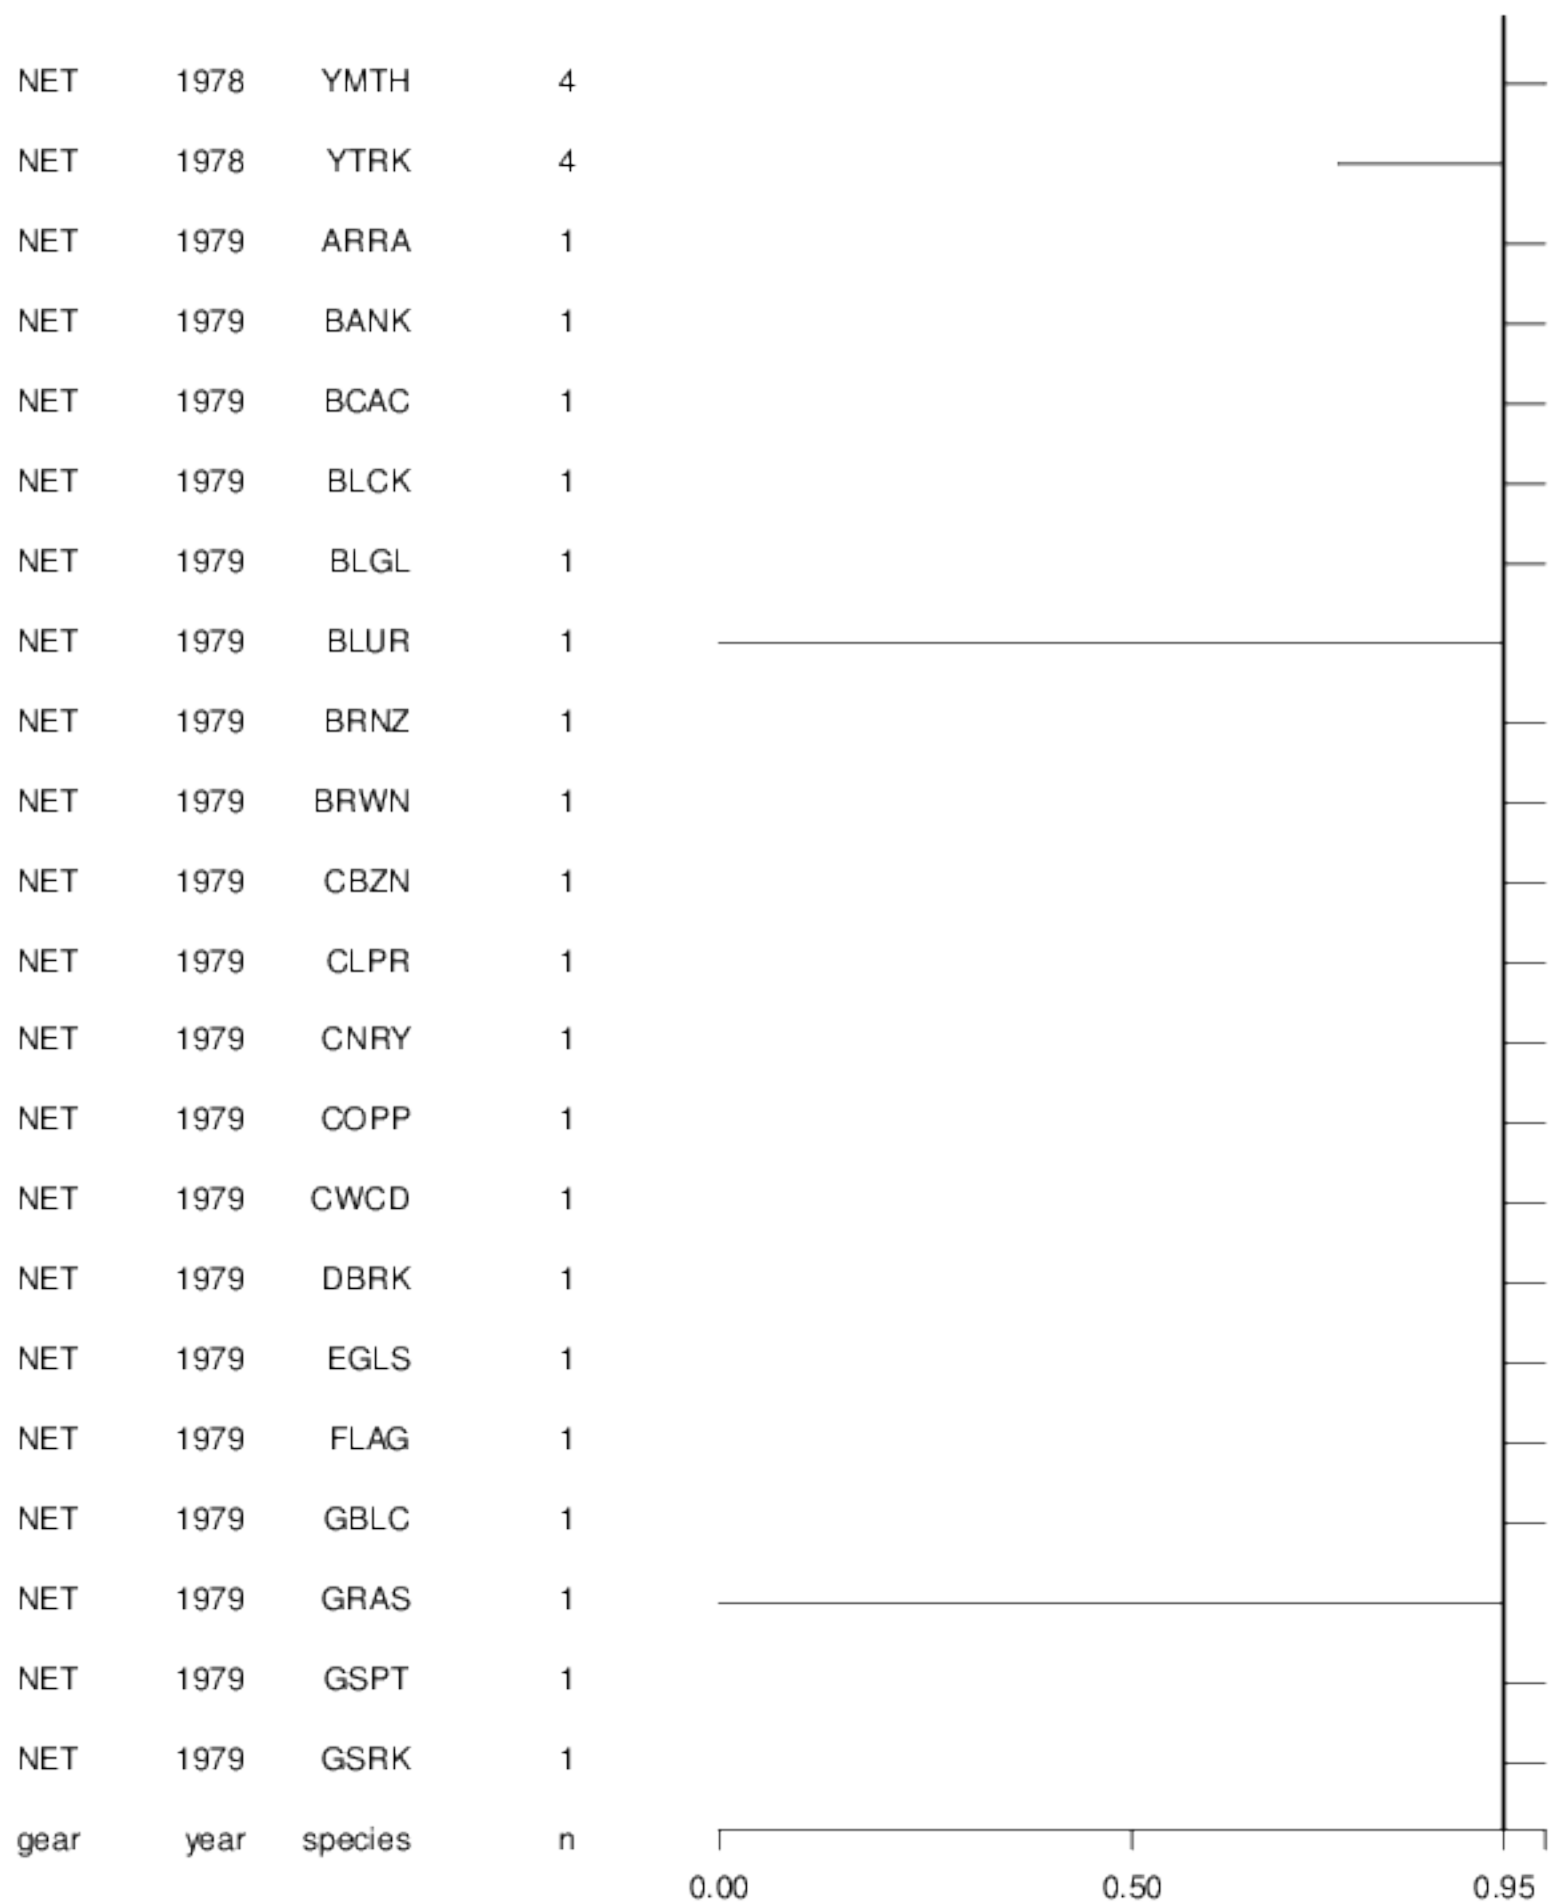 NET 1978 YMTH 4
NET 1978 YTRK 4
NET 1979 ARRA 1
NET 1979 BANK 1
NET 1979 BCAC 1
NET 1979 BLCK 1
NET 1979 BLGL 1
NET 1979 BLUR 1
NET 1979 BRNZ 1
NET 1979 BRWN 1
NET 1979 CBZN 1
NET 1979 CLPR 1
NET 1979 CNRY 1
NET 1979 COPP 1
NET 1979 CWCD 1
NET 1979 DBRK 1
NET 1979 EGLS 1
NET 1979 FLAG 1
NET 1979 GBLC 1
NET 1979 GRAS 1
NET 1979 GSPT 1
NET 1979 GSRK 1
gear year species n
0.00 0.50 0.95